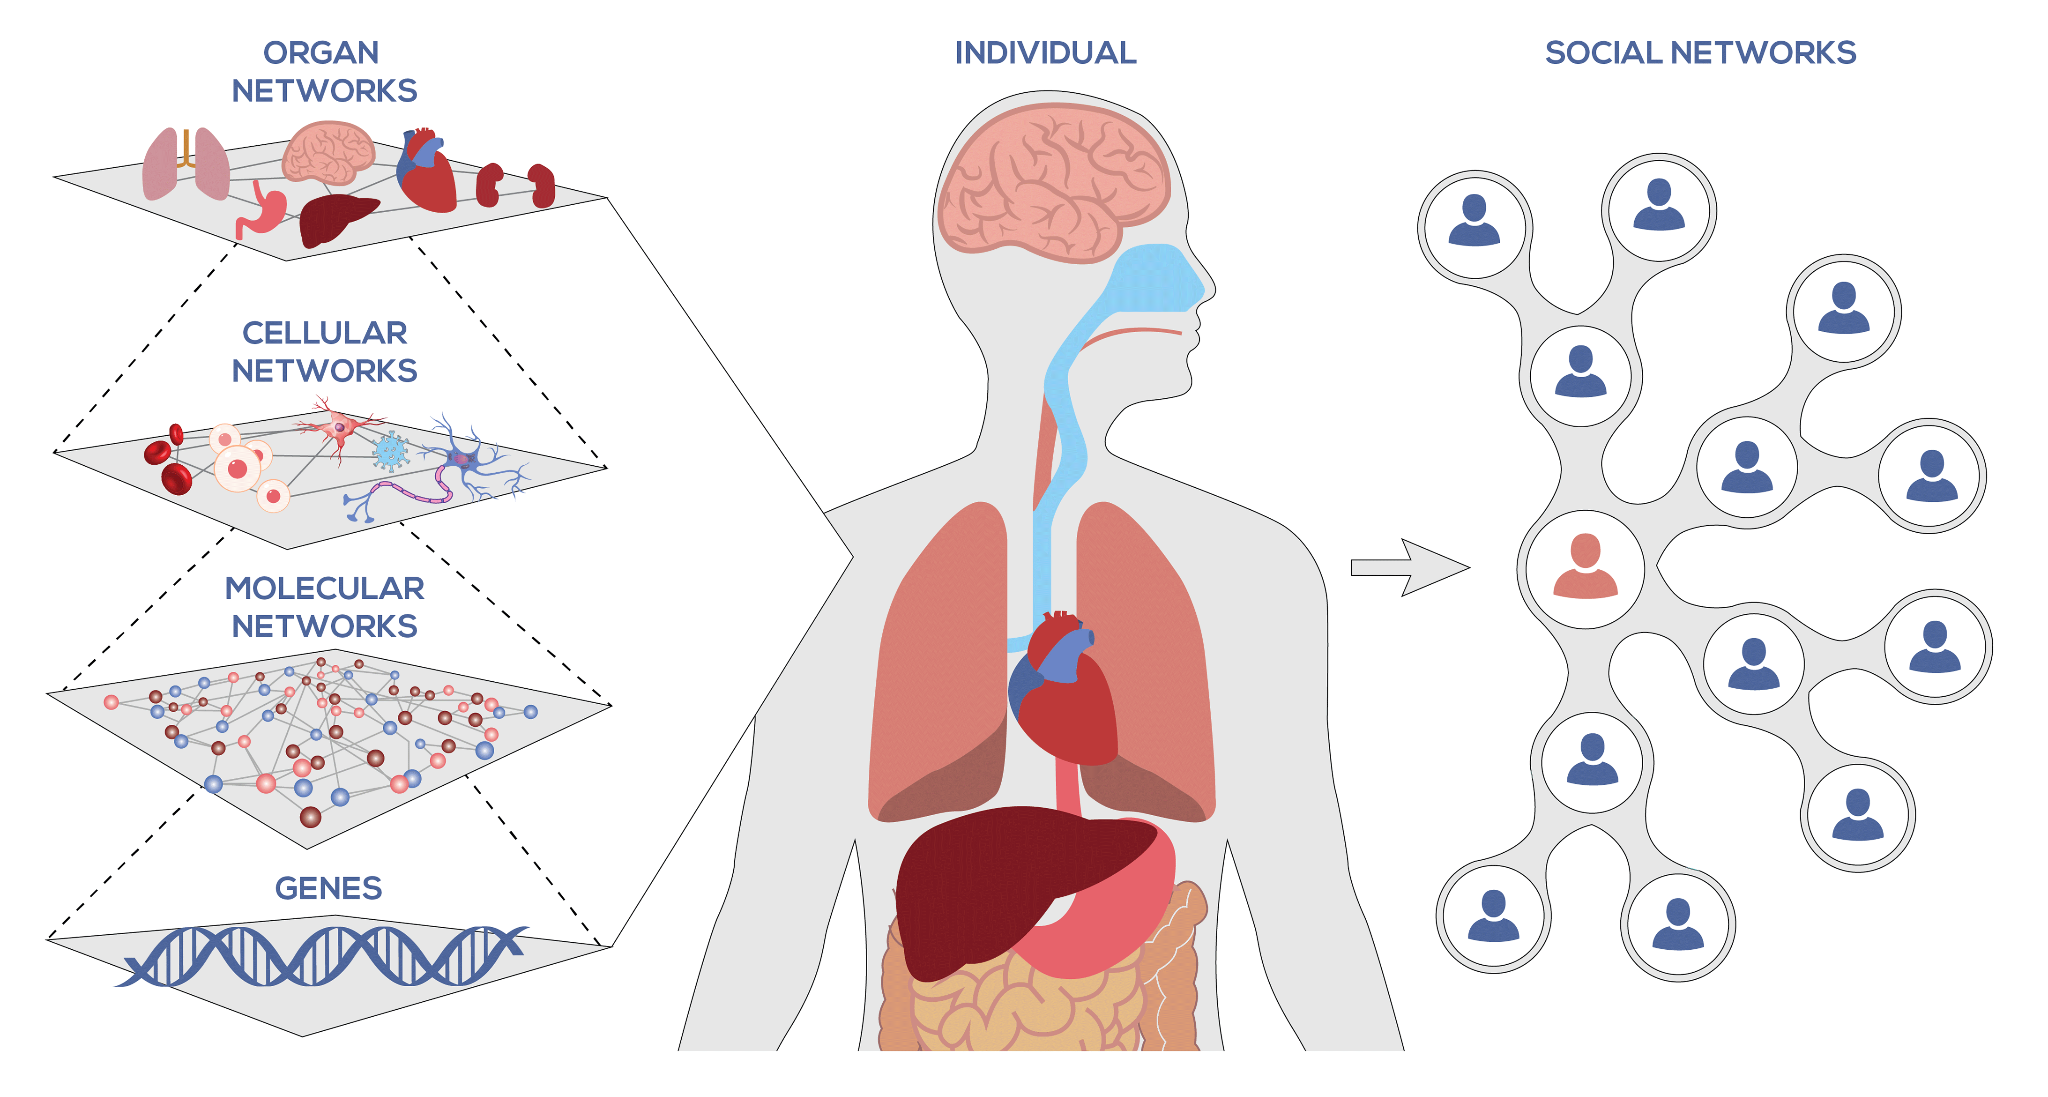 ORGAN
NETWORKS
CELLULAR
NETWORKS
MOLECULAR
NETWORKS
GENES
INDIVIDUAL
SOCIAL NETWORKS